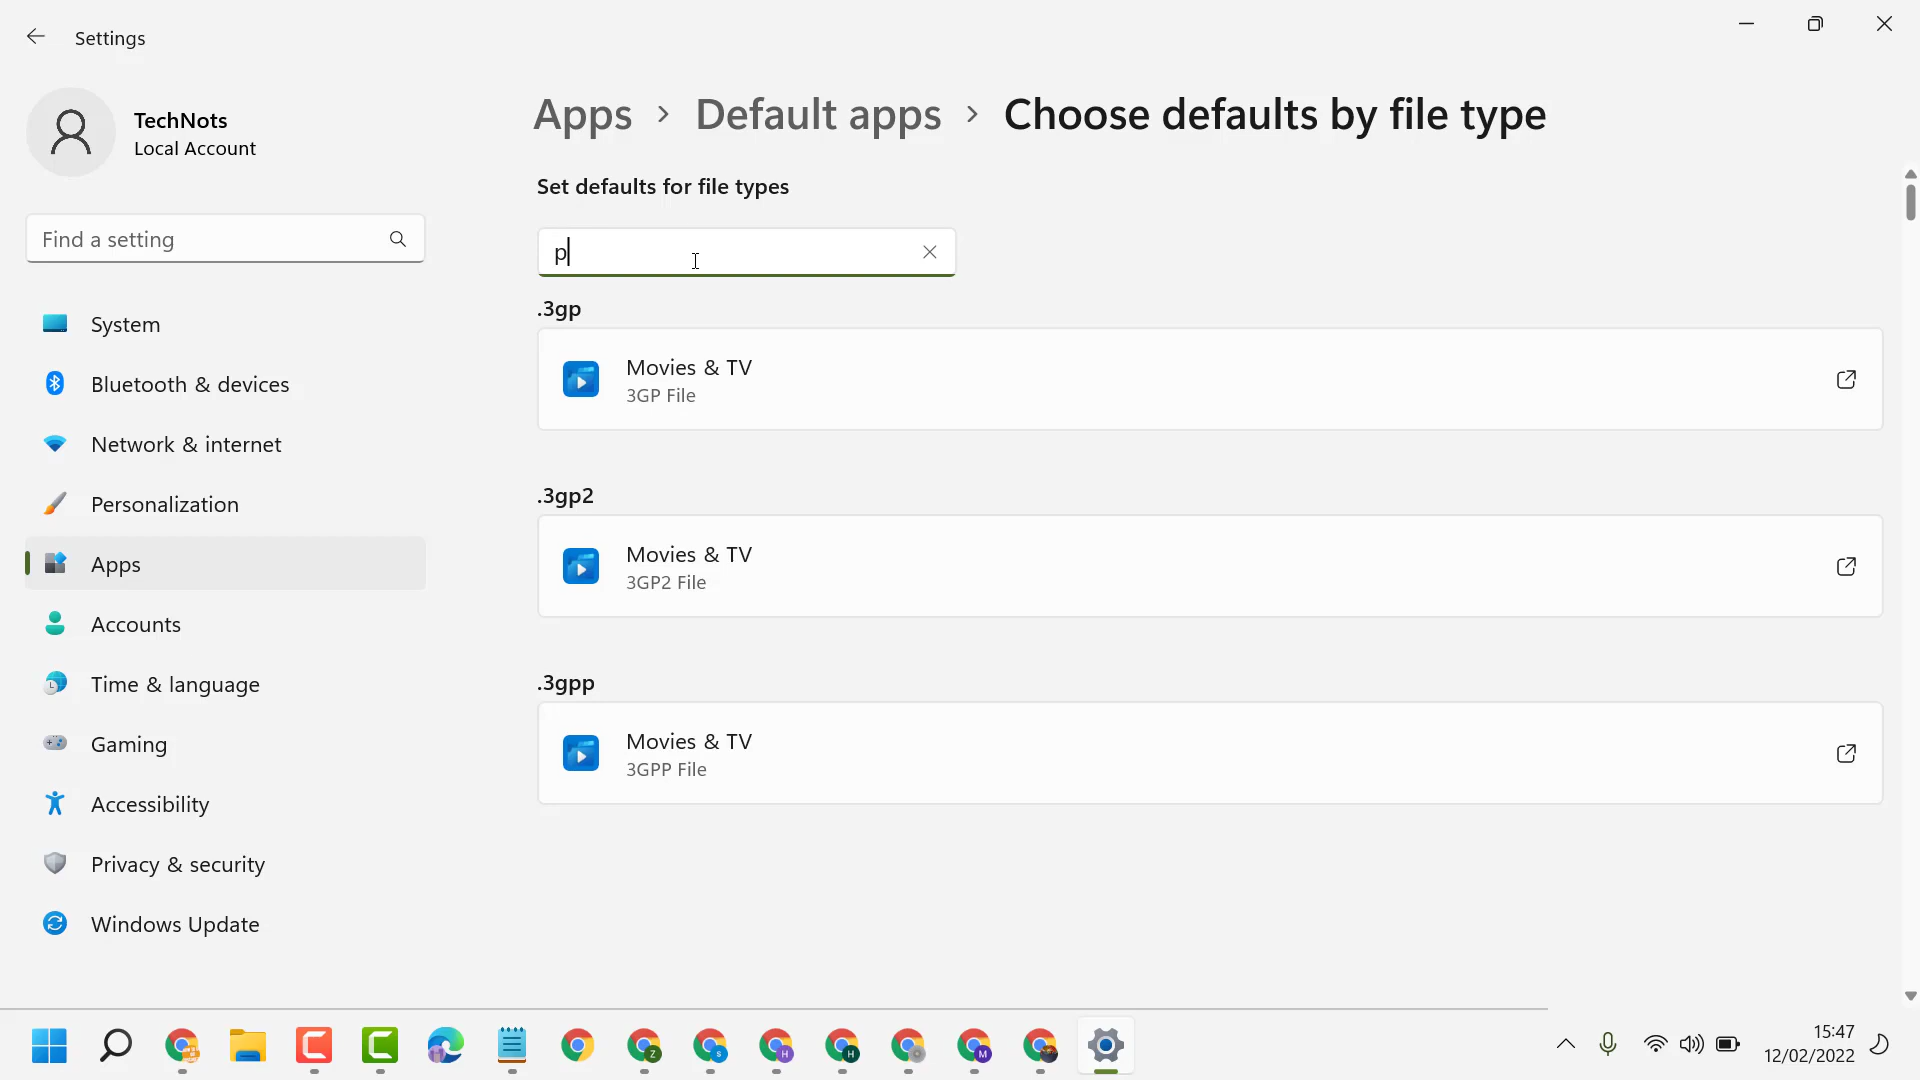 Settings
TechNots
Local Account
Find a setting
System
Bluetooth & devices
Network & internet
Personalization
Apps
Accounts
Time & language
Gaming
Accessibility
Privacy & security
Windows Update
Apps > Default apps > Choose defaults by file type
Set defaults for file types
p
.3gp
Movies & TV
3GP File
.3gp2
Movies & TV
3GP2 File
.3gpp
Movies & TV
3GPP File
Z
S
H
H
M
15:47
12/02/2022